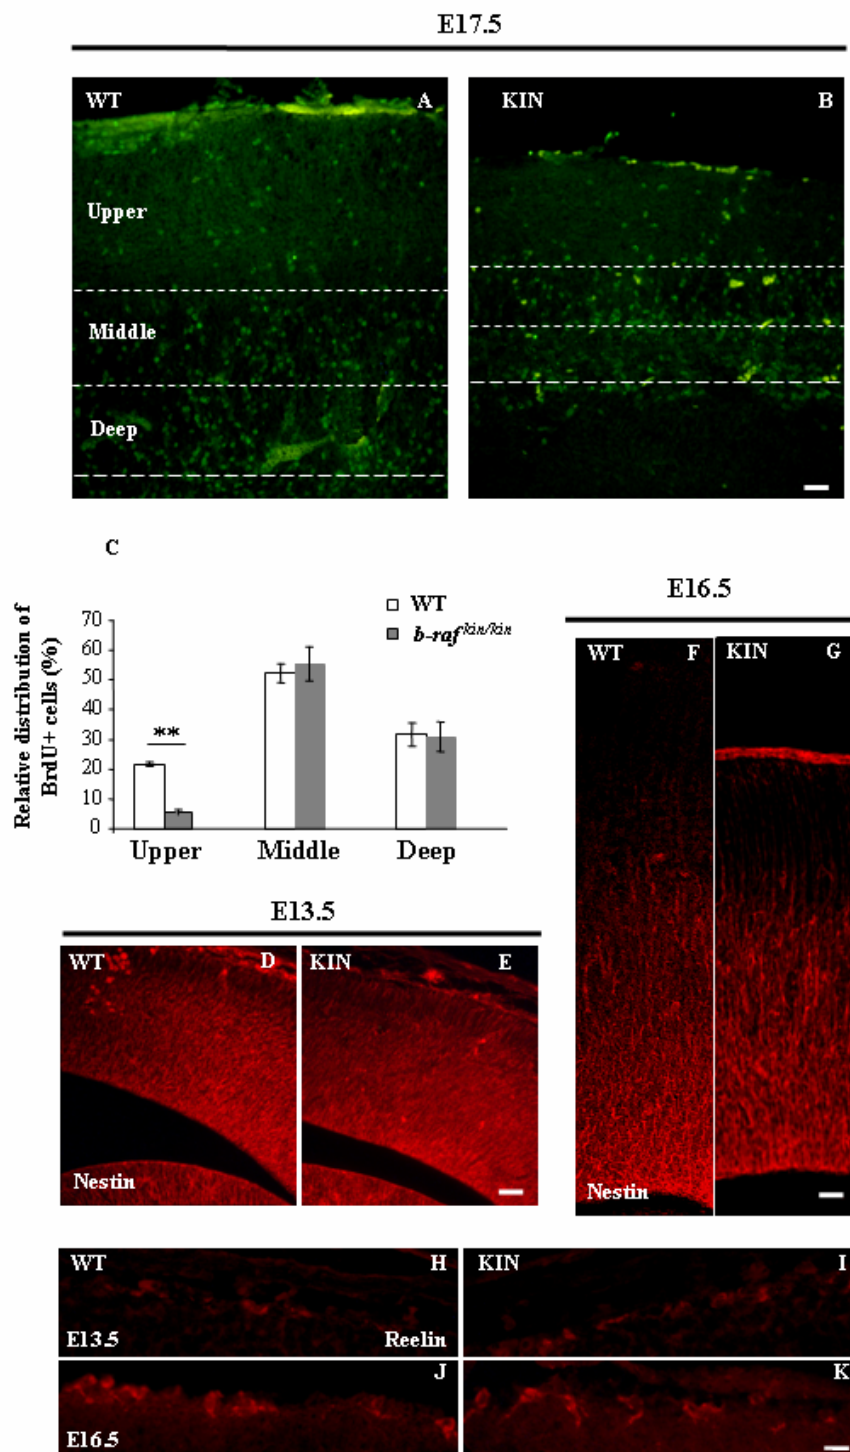 E17.5
WT A
KIN B
Upper
Middle
Deep
C
Relative distribution of
BrdU+ cells (%)
70
60
50
40
30
20
10
0
WT
b-raf kin/kin
**
Upper Middle Deep
E16.5
WT F
KIN G
Nestin
E13.5
WT D
KIN E
Nestin
WT H
KIN I
E13.5 Reelin
J
K
E16.5